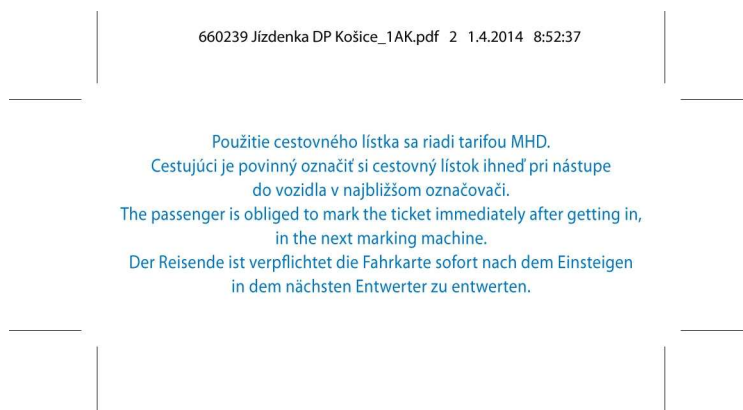 660239 Jízdenka DP Košice_1AK.pdf 2 1.4.2014 8:52:37
Použitie cestovného lístka sa riadi tarifou MHD.
Cestujúci je povinný označiť si cestovný lístok ihneď pri nástupe
do vozidla v najbližšom označovači.
The passenger is obliged to mark the ticket immediately after getting in,
in the next marking machine.
Der Reisende ist verpflichtet die Fahrkarte sofort nach dem Einsteigen
in dem nächsten Entwerter zu entwerten.